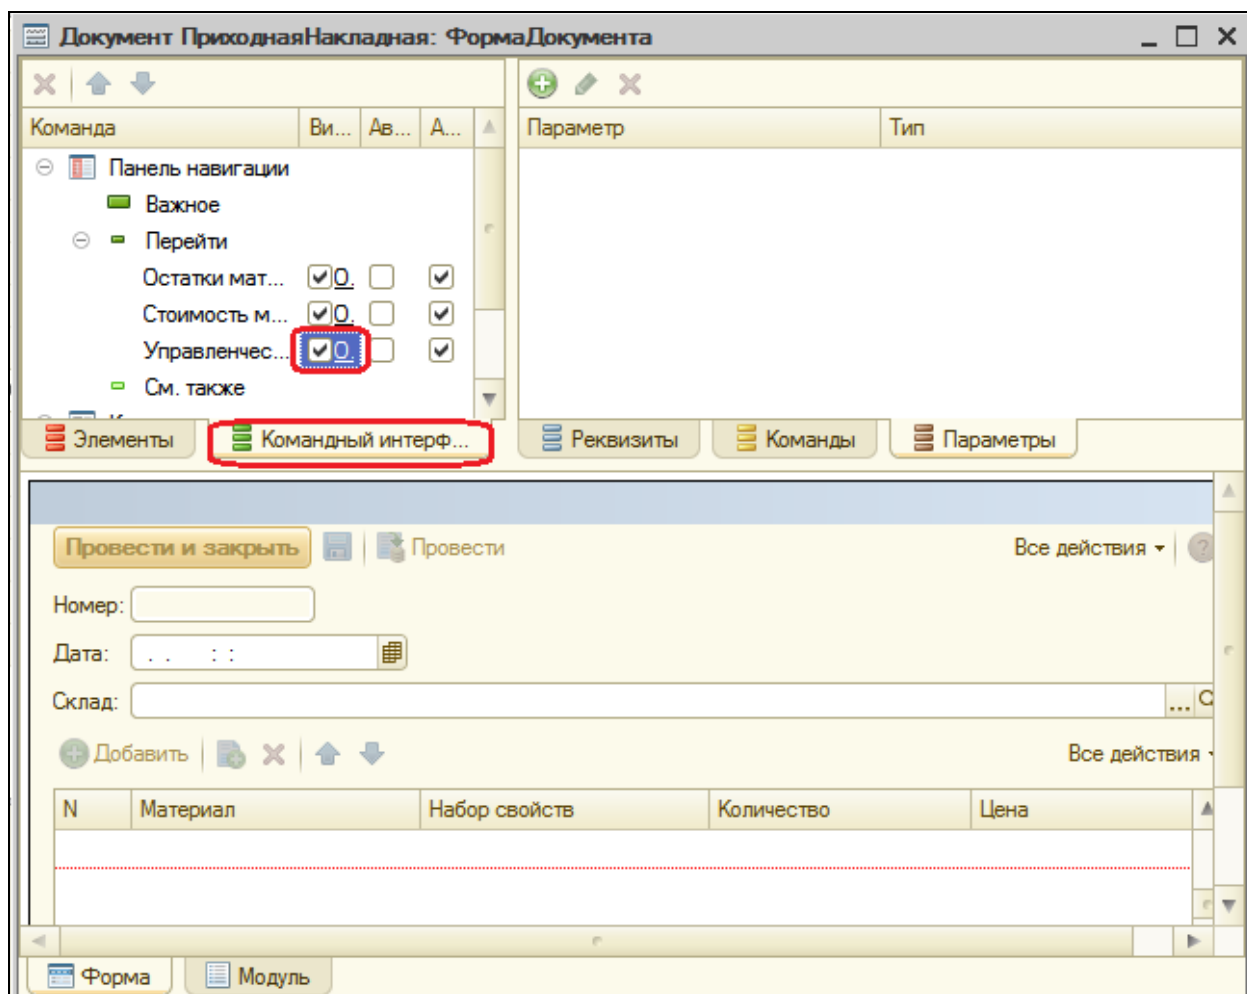 Документ ПриходнаяНакладная: ФормаДокумента
Команда Ви... Ав... А...
Параметр Тип
Панель навигации
Важное
Перейти
Остатки мат... О.
Стоимость м... О.
Управленчес... О.
См. также
Элементы Командный интерф... Реквизиты Команды Параметры
Провести и закрыть Провести Все действия
Номер:
Дата: . . : :
Склад: ...
Добавить Все действия
N Материал Набор свойств Количество Цена
Форма Модуль